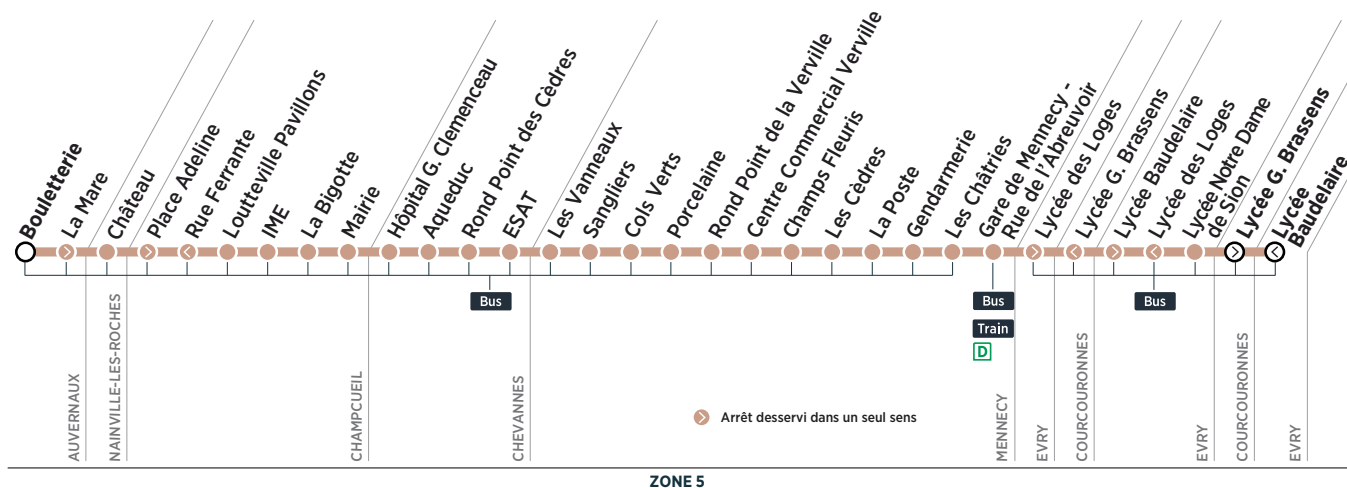 Bouletterie
La Mare
Château
Place Adeline
Rue Ferrante
Loutteville Pavillons
IME
La Bigotte
Mairie
Hôpital G. Clemenceau
Aqueduc
Rond Point des Cèdres
ESAT
Les Vanneaux
Sangliers
Cols Verts
Porcelaine
Rond Point de la Verville
Centre Commercial Verville
Champs Fleuris
Les Cèdres
La Poste
Gendarmerie
Les Châtries
Gare de Mennecy -
Rue de l'Abreuvoir
Lycée des Loges
Lycée G. Brassens
Lycée Baudelaire
Lycée des Loges
Lycée Notre Dame
de Sion
Lycée G. Brassens
Lycée
Baudelaire
Bus
Bus
Train
D
Bus
AUVERNAUX
NAINVILLE-LES-ROCHES
CHAMPCUEIL
CHEVANNES
MENNECY
EVRY
COURCOURONNES
EVRY
COURCOURONNES
EVRY
Arrêt desservi dans un seul sens
ZONE 5